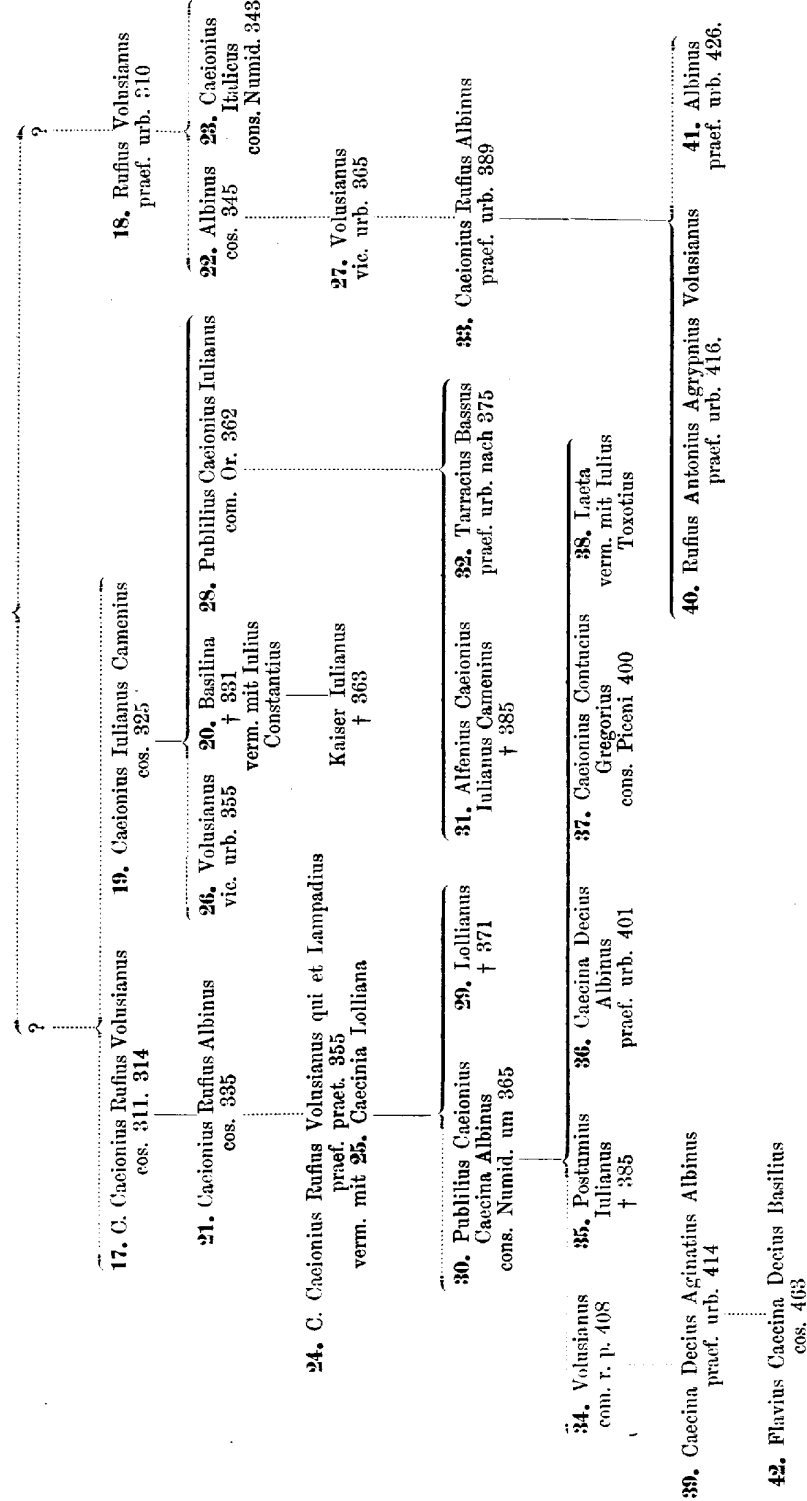 ?
?
17. C. Caeionius Rufius Volusianus
cos. 311. 314
19. Caeionius Iulianus Camenius
cos. 325
18. Rufius Volusianus
praef. urb. 310
21. Caeionius Rufius Albinus
cos. 335
26. Volusianus
vic. urb. 355
20. Basilina
† 331
verm. mit Iulius
Constantius
28. Publilius Caeionius Iulianus
com. Or. 362
22. Albinus
cos. 345
23. Caeionius
Italicus
cons. Numid. 343
24. C. Caeionius Rufius Volusianus qui et Lampadius
praef. praet. 355
verm. mit 25. Caecinia Lolliana
Kaiser Iulianus
† 363
27. Volusianus
vic. urb. 365
30. Publilius Caeionius
Caecina Albinus
cons. Numid. um 365
29. Lollianus
† 371
31. Alfenius Caeionius
Iulianus Camenius
† 385
32. Tarracius Bassus
praef. urb. nach 375
33. Caeionius Rufius Albinus
praef. urb. 389
34. Volusianus
com. r. p. 408
35. Postumius
Iulianus
† 385
36. Caecina Decius
Albinus
praef. urb. 401
37. Caeionius Contucius
Gregorius
cons. Piceni 400
38. Laeta
verm. mit Iulius
Toxotius
39. Caecina Decius Aginatius Albinus
praef. urb. 414
40. Rufius Antonius Agrypnius Volusianus
praef. urb. 416.
41. Albinus
praef. urb. 426.
42. Flavius Caecina Decius Basilius
cos. 463